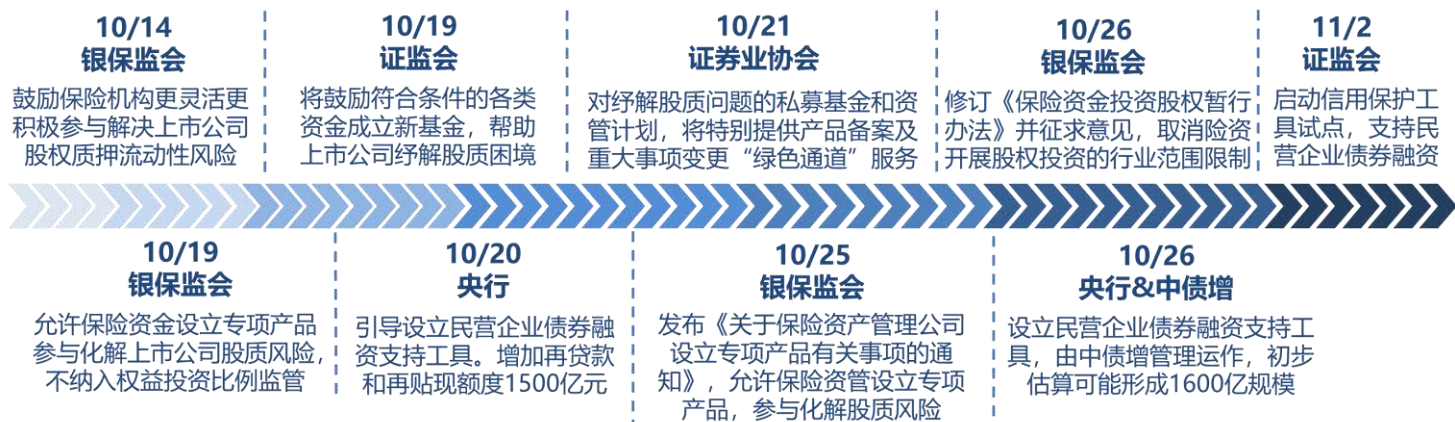 10/14
银保监会
鼓励保险机构更灵活更
积极参与解决上市公司
股权质押流动性风险
10/19
证监会
将鼓励符合条件的各类
资金成立新基金，帮助
上市公司纾解股质困境
10/21
证券业协会
对纾解股质问题的私募基金和资
管计划，将特别提供产品备案及
重大事项变更“绿色通道”服务
10/26
银保监会
修订《保险资金投资股权暂行
办法》并征求意见，取消险资
开展股权投资的行业范围限制
11/2
证监会
启动信用保护工
具试点，支持民
营企业债券融资
10/19
银保监会
允许保险资金设立专项产品
参与化解上市公司股质风险，
不纳入权益投资比例监管
10/20
央行
引导设立民营企业债券融
资支持工具。增加再贷款
和再贴现额度1500亿元
10/25
银保监会
发布《关于保险资产管理公司
设立专项产品有关事项的通
知》，允许保险资管设立专项
产品，参与化解股质风险
10/26
央行&中债增
设立民营企业债券融资支持工
具，由中债增管理运作，初步
估算可能形成1600亿规模